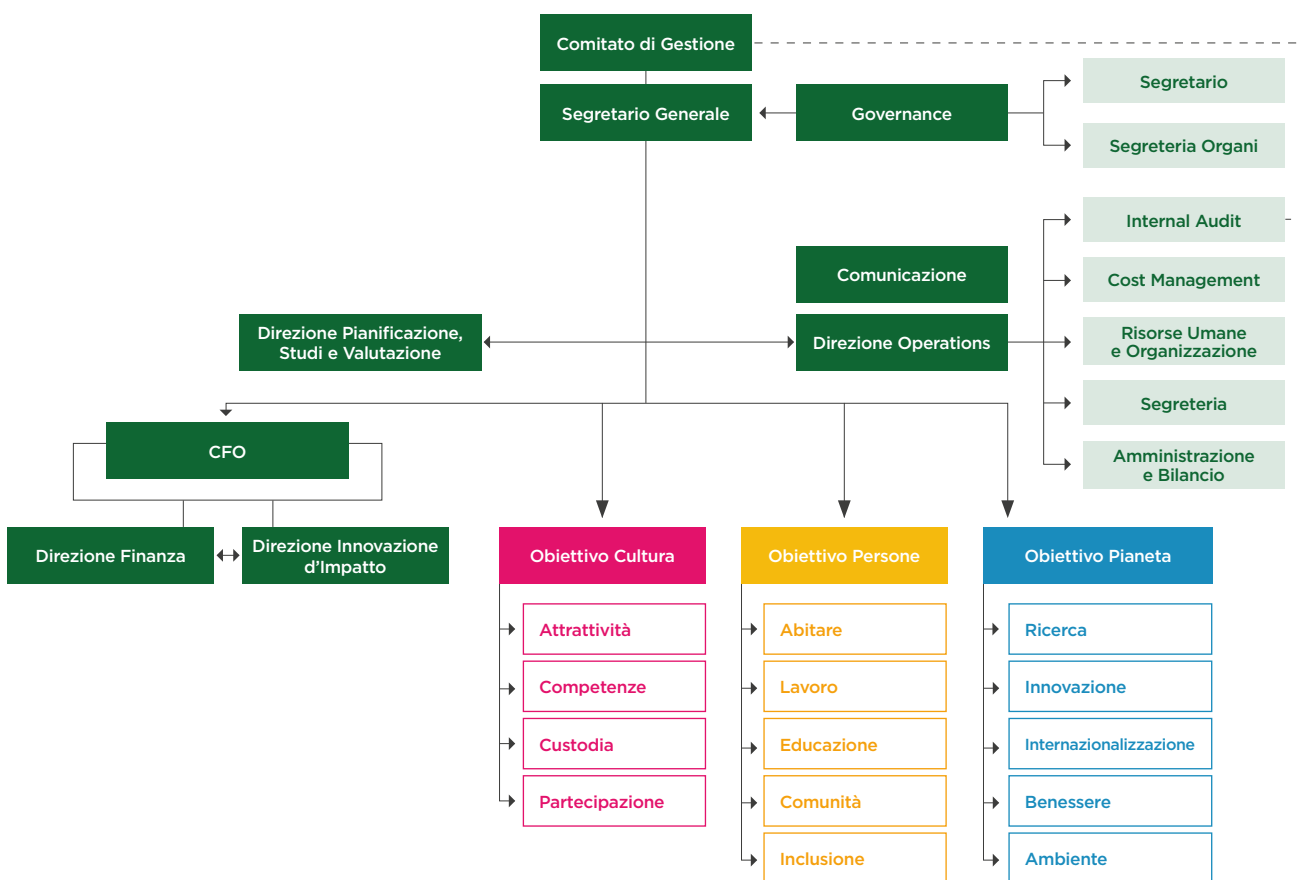 Comitato di Gestione
Segretario Generale
Governance
Segretario
Segreteria Organi
Internal Audit
Comunicazione
Cost Management
Direzione Pianificazione,
Studi e Valutazione
Direzione Operations
Risorse Umane
e Organizzazione
Segreteria
Amministrazione
e Bilancio
CFO
Direzione Finanza
Direzione Innovazione
d'Impatto
Obiettivo Cultura
Attrattività
Competenze
Custodia
Partecipazione
Obiettivo Persone
Abitare
Lavoro
Educazione
Comunità
Inclusione
Obiettivo Pianeta
Ricerca
Innovazione
Internazionalizzazione
Benessere
Ambiente